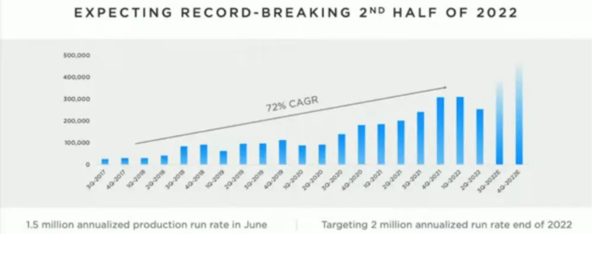 EXPECTING RECORD-BREAKING 2ND HALF OF 2022
500,000
400,000
300,000
200,000
100,000
0
72% CAGR
3Q-2017
4Q-2017
1Q-2018
2Q-2018
3Q-2018
4Q-2018
1Q-2019
2Q-2019
3Q-2019
4Q-2019
1Q-2020
2Q-2020
3Q-2020
4Q-2020
1Q-2021
2Q-2021
3Q-2021
4Q-2021
1Q-2022
2Q-2022
3Q-2022E
4Q-2022E
1.5 million annualized production run rate in June
Targeting 2 million annualized run rate end of 2022